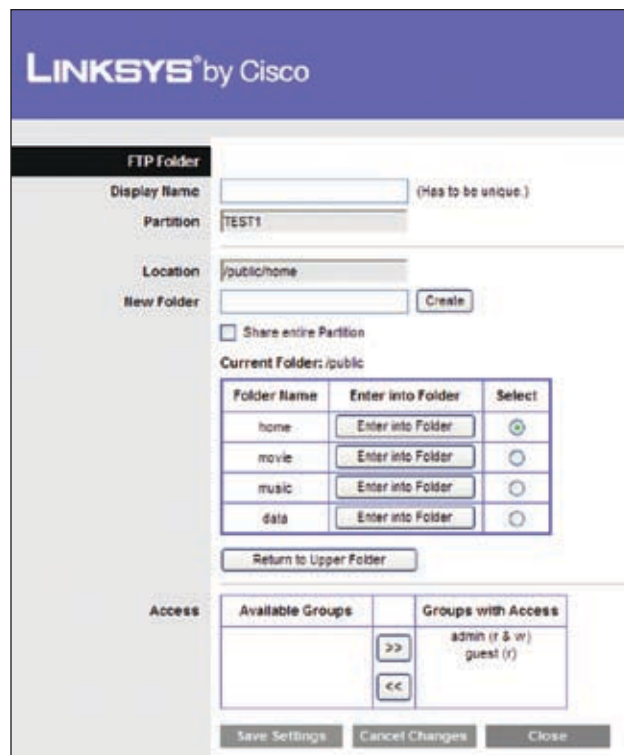 LINKSYS® by Cisco
FTP Folder
Display Name (Has to be unique.)
Partition TEST1
Location /public/home
New Folder Create
Share entire Partition
Current Folder: /public
Folder Name Enter into Folder Select
home Enter into Folder
movie Enter into Folder
music Enter into Folder
data Enter into Folder
Return to Upper Folder
Access Available Groups Groups with Access
>> admin (r & w)
guest (r)
<<
Save Settings Cancel Changes Close